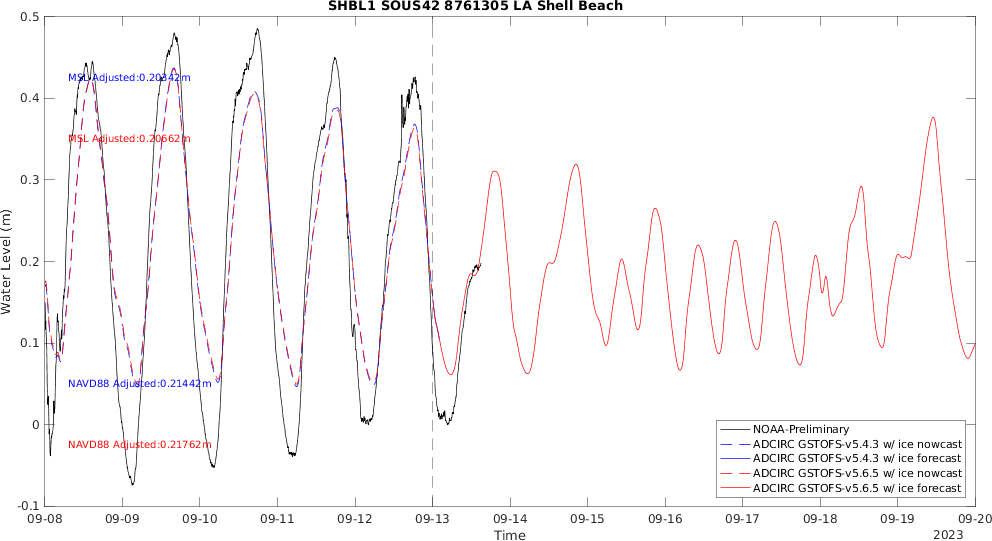 SHBL1 SOUS42 8761305 LA Shell Beach
0.5
0.4
0.3
0.2
0.1
0
-0.1
Water Level (m)
MSL Adjusted:0.20342m
MSL Adjusted:0.20662m
NAVD88 Adjusted:0.21442m
NAVD88 Adjusted:0.21762m
NOAA-Preliminary
ADCIRC GSTOFS-v5.4.3 w/ ice nowcast
ADCIRC GSTOFS-v5.4.3 w/ ice forecast
ADCIRC GSTOFS-v5.6.5 w/ ice nowcast
ADCIRC GSTOFS-v5.6.5 w/ ice forecast
09-08 09-09 09-10 09-11 09-12 09-13 09-14 09-15 09-16 09-17 09-18 09-19 09-20
Time
2023